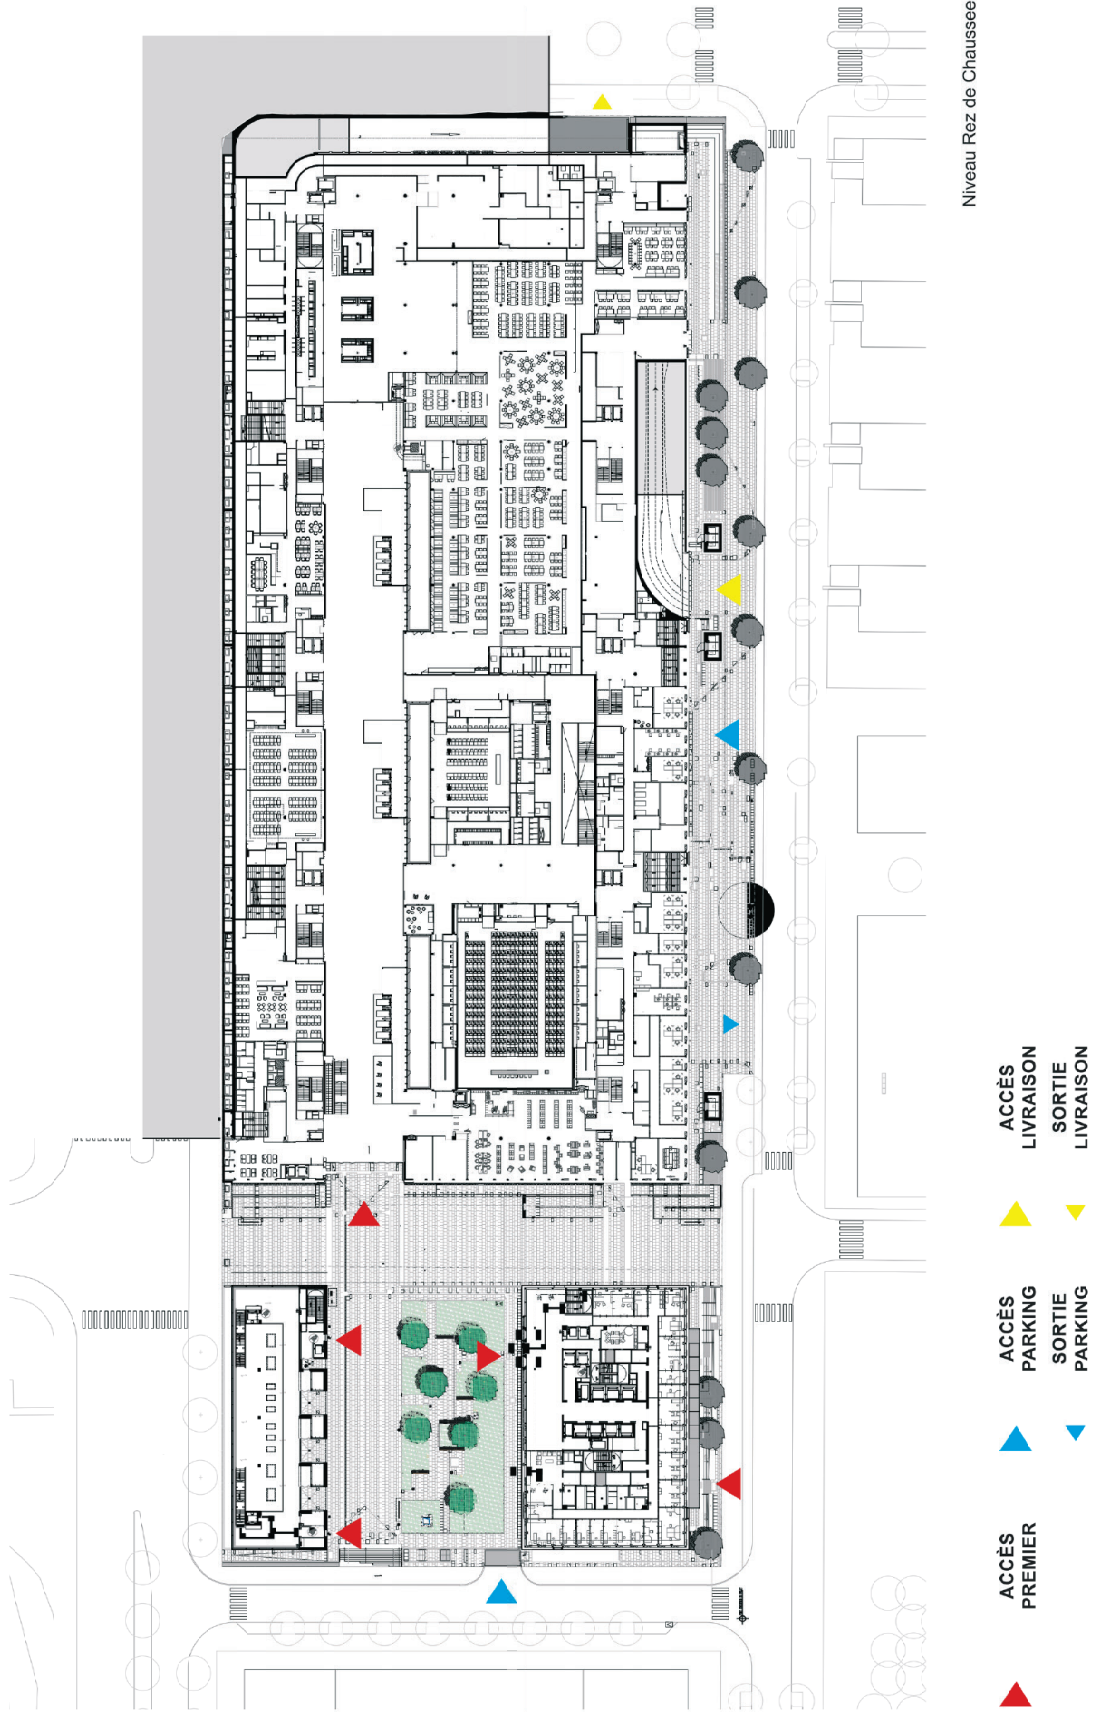 Niveau Rez de Chaussee
ACCÈS
PREMIER
ACCÈS
PARKING
SORTIE
PARKING
ACCÈS
LIVRAISON
SORTIE
LIVRAISON